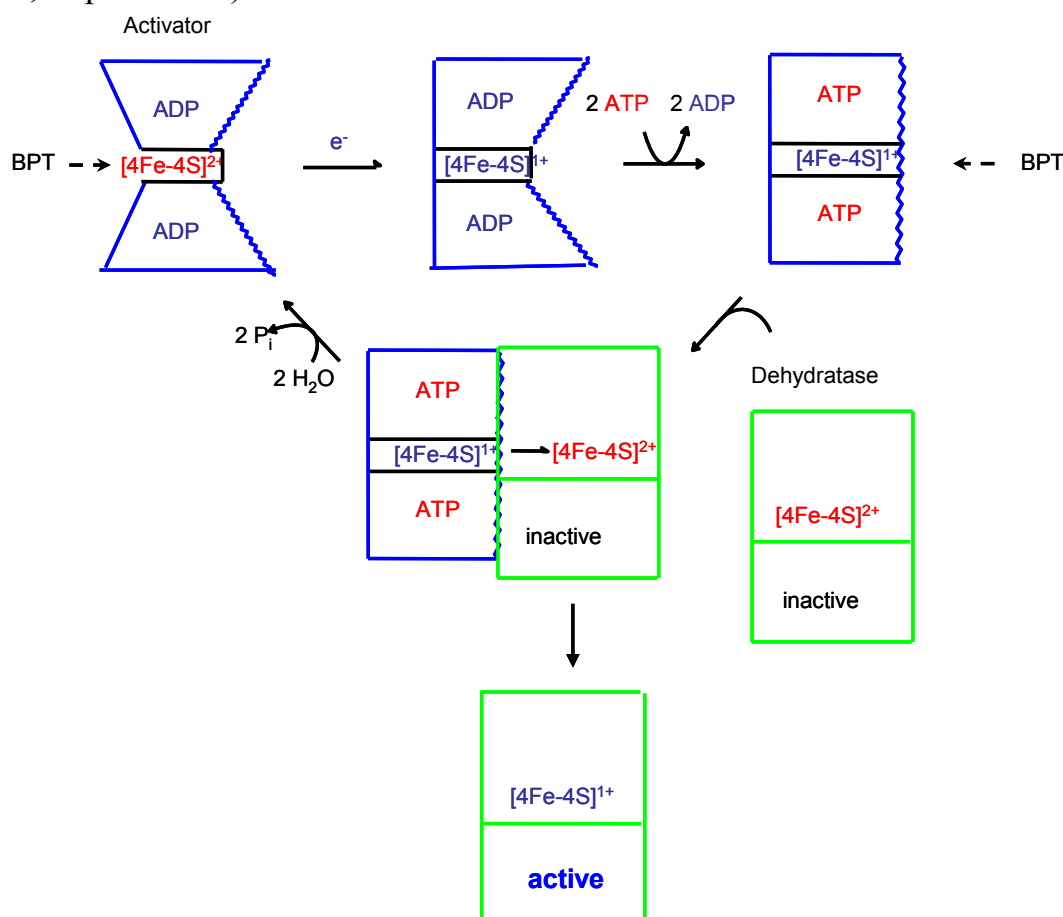 Activator
ADP
BPT
[4Fe-4S]2+
ADP
e-
ADP
[4Fe-4S]1+
ADP
2 ATP 2 ADP
ATP
[4Fe-4S]1+
ATP
BPT
2 Pi
2 H2O
ATP
[4Fe-4S]1+
ATP
[4Fe-4S]2+
inactive
Dehydratase
[4Fe-4S]2+
inactive
[4Fe-4S]1+
active